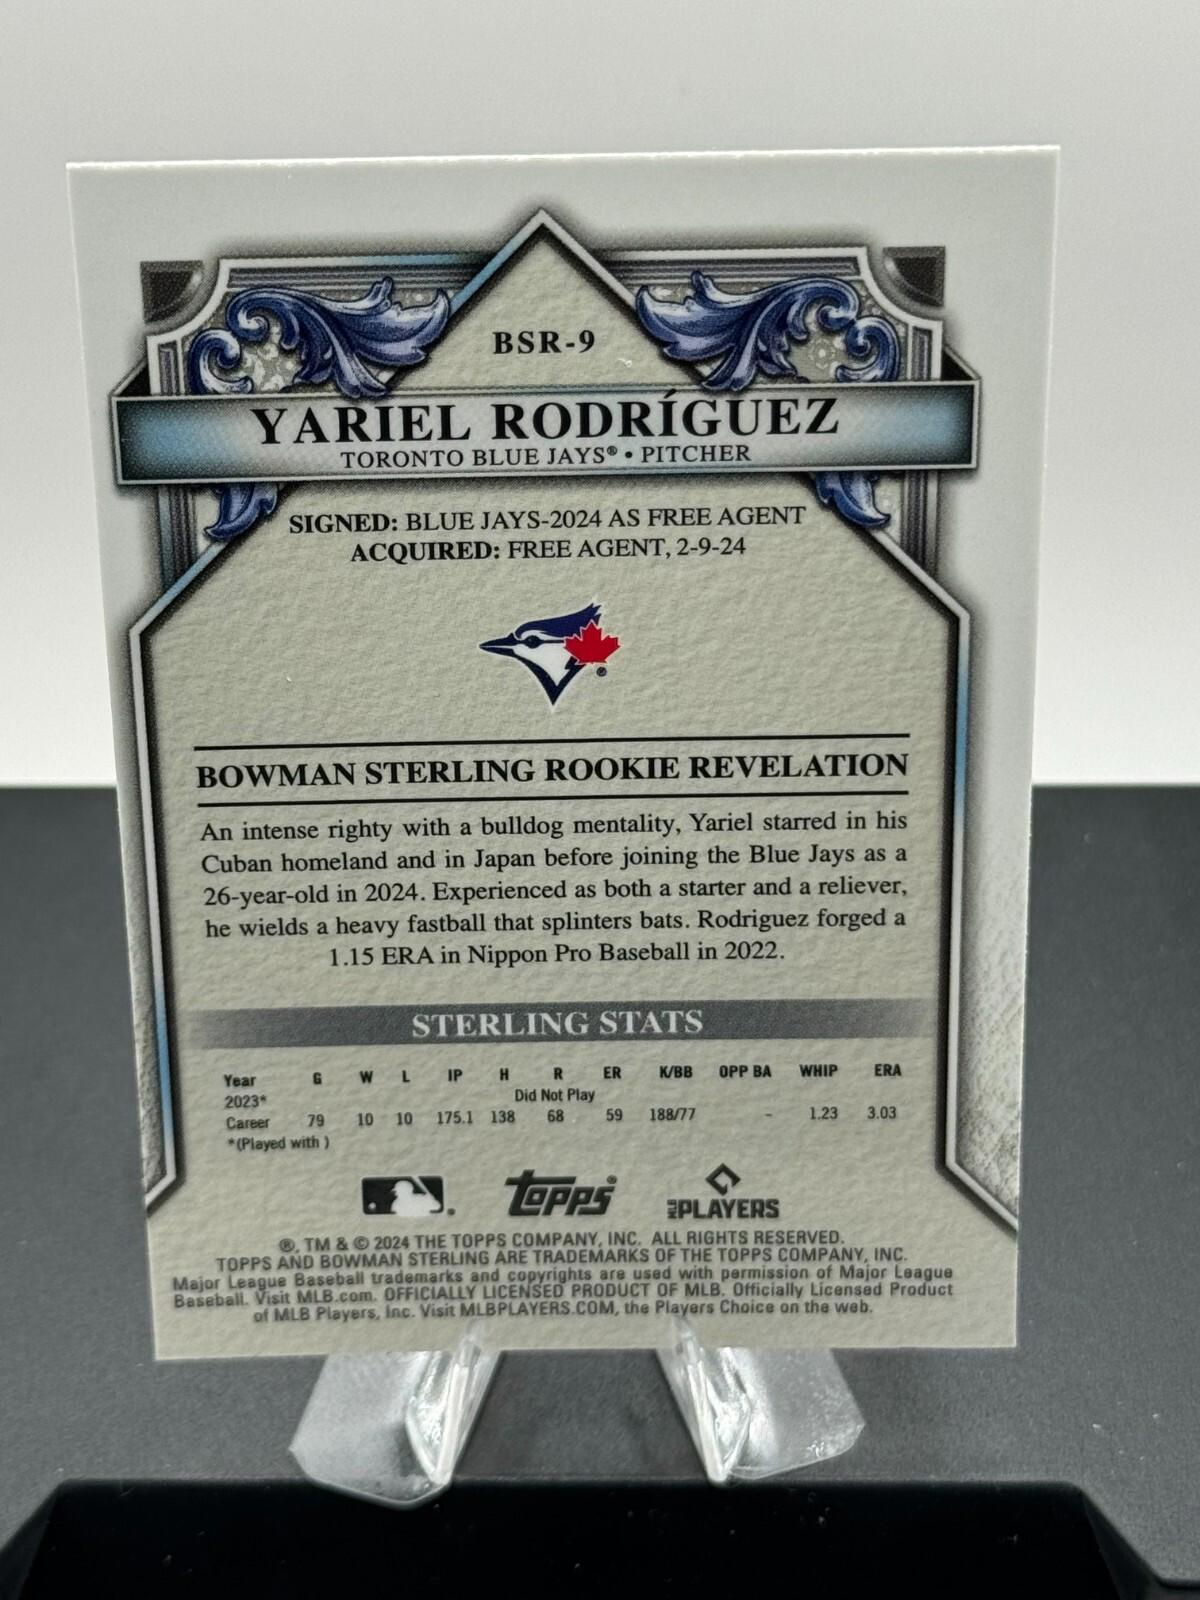 BSR-9
YARIEL RODRÍGUEZ
TORONTO BLUE JAYS® • PITCHER
SIGNED: BLUE JAYS-2024 AS FREE AGENT
ACQUIRED: FREE AGENT, 2-9-24
®
BOWMAN STERLING ROOKIE REVELATION
An intense righty with a bulldog mentality, Yariel starred in his
Cuban homeland and in Japan before joining the Blue Jays as a
26-year-old in 2024. Experienced as both a starter and a reliever,
he wields a heavy fastball that splinters bats. Rodriguez forged a
1.15 ERA in Nippon Pro Baseball in 2022.
STERLING STATS
Year G W L IP H R ER K/BB OPP BA WHIP ERA
2023* Did Not Play
Career 79 10 10 175.1 138 68 59 188/77 - 1.23 3.03
*(Played with )
Topps® MLB PLAYERS
®, TM & © 2024 THE TOPPS COMPANY, INC. ALL RIGHTS RESERVED.
TOPPS AND BOWMAN STERLING ARE TRADEMARKS OF THE TOPPS COMPANY, INC.
Major League Baseball trademarks and copyrights are used with permission of Major League
Baseball. Visit MLB.com. OFFICIALLY LICENSED PRODUCT OF MLB. Officially Licensed Product
of MLB Players, Inc. Visit MLBPLAYERS.COM, the Players Choice on the web.